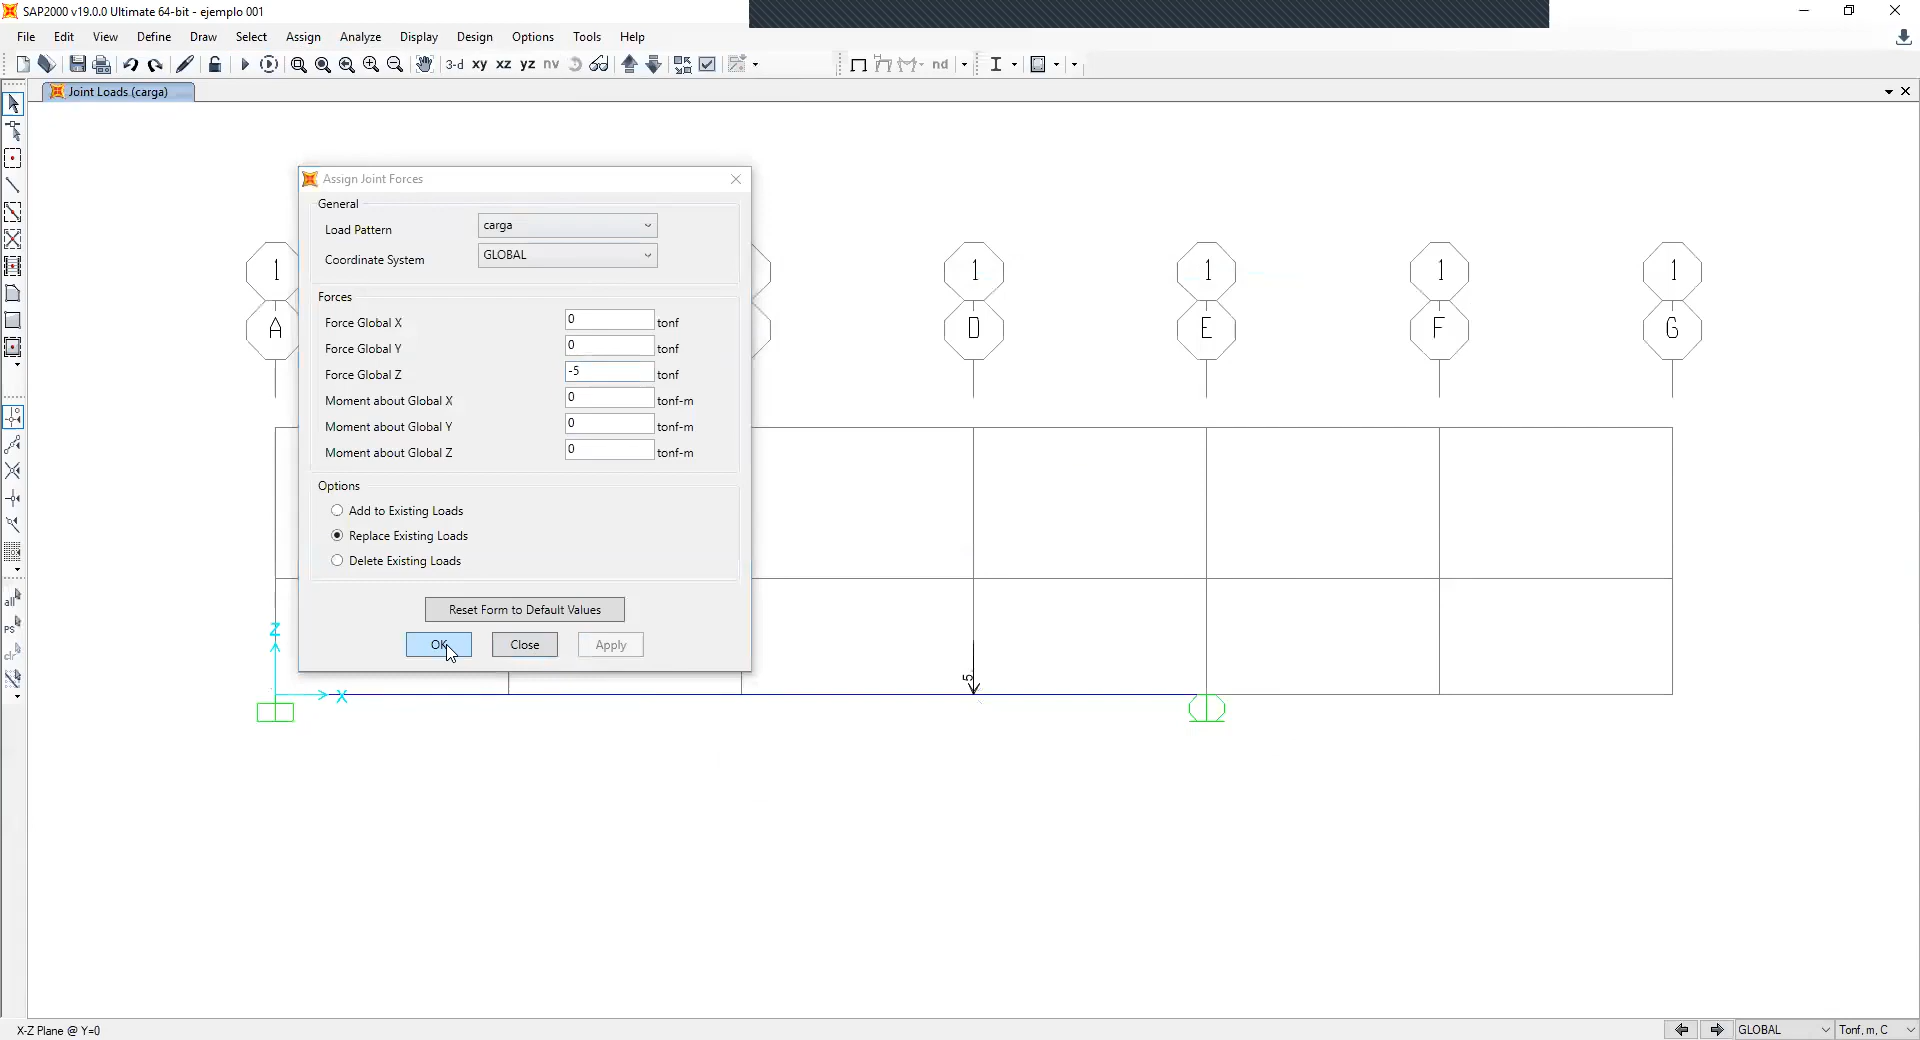 SAP2000 v19.0.0 Ultimate 64-bit - ejemplo 001
File Edit View Define Draw Select Assign Analyze Display Design Options Tools Help
3-d xy xz yz nv nd
Joint Loads (carga)
Assign Joint Forces
General
Load Pattern carga
Coordinate System GLOBAL
1 1 1 1 1
A D E F G
Forces
Force Global X 0 tonf
Force Global Y 0 tonf
Force Global Z -5 tonf
Moment about Global X 0 tonf-m
Moment about Global Y 0 tonf-m
Moment about Global Z 0 tonf-m
Options
Add to Existing Loads
Replace Existing Loads
Delete Existing Loads
Reset Form to Default Values
OK Close Apply
all
PS
clr
Z
X
5
X-Z Plane @ Y=0
GLOBAL Tonf, m, C